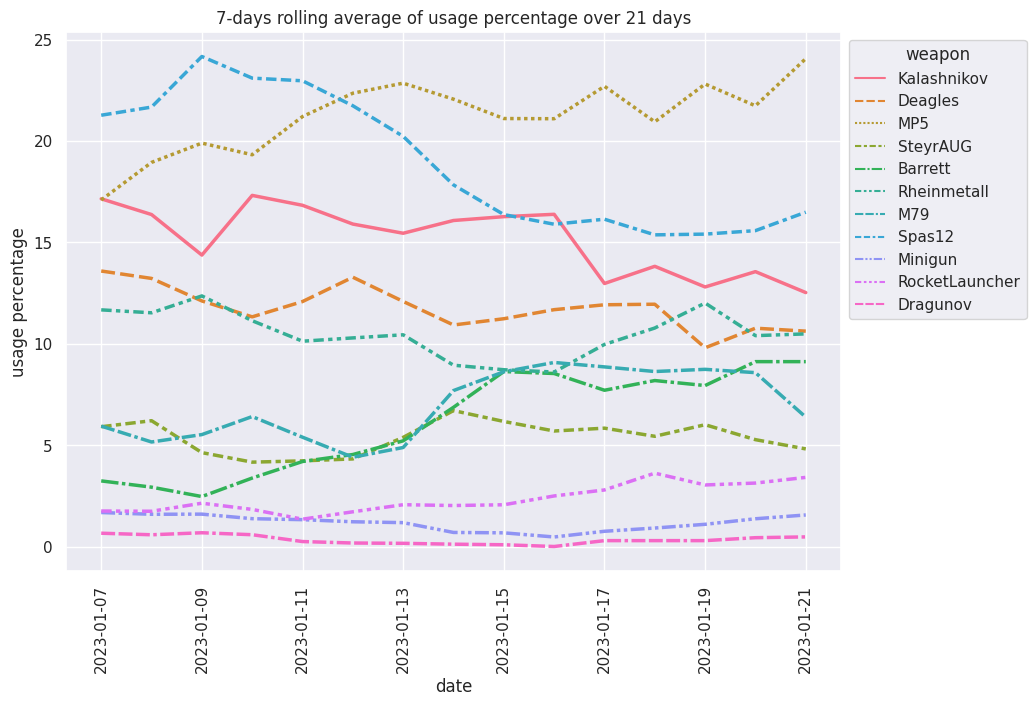 7-days rolling average of usage percentage over 21 days
usage percentage
25
20
15
10
5
0
2023-01-07
2023-01-09
2023-01-11
2023-01-13
2023-01-15
2023-01-17
2023-01-19
2023-01-21
date
weapon
Kalashnikov
Deagles
MP5
SteyrAUG
Barrett
Rheinmetall
M79
Spas12
Minigun
RocketLauncher
Dragunov